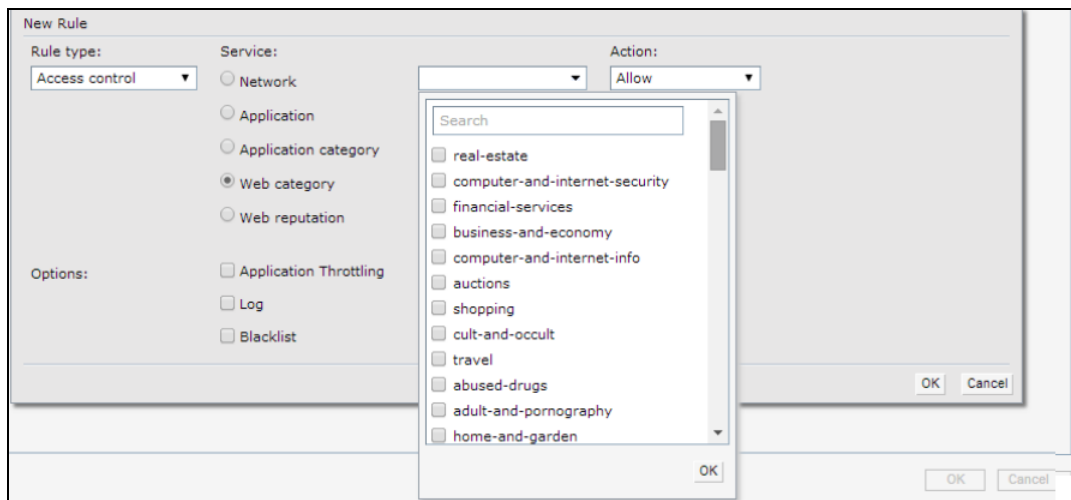 New Rule
Rule type: Service: Action:
Access control Network Allow
Application
Application category
Web category
Web reputation
Options: Application Throttling
Log
Blacklist
Search
real-estate
computer-and-internet-security
financial-services
business-and-economy
computer-and-internet-info
auctions
shopping
cult-and-occult
travel
abused-drugs
adult-and-pornography
home-and-garden
OK
OK Cancel
OK Cancel